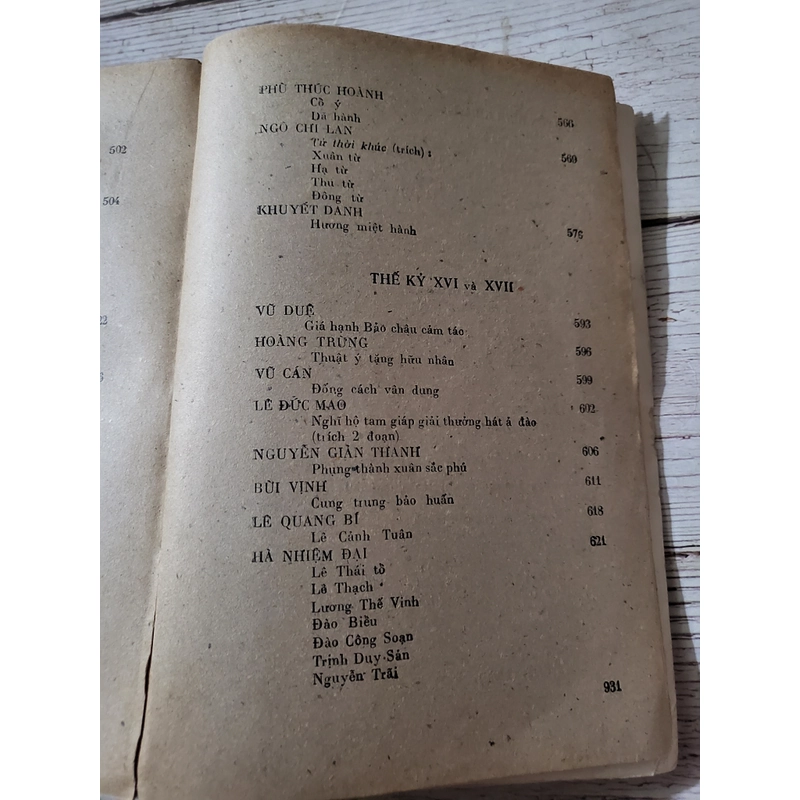 502
504
22
PHÙ THÚC HOÀNH
Cồ ý
Dã hành 566
NGÔ CHI LAN
Tứ thời khúc (trích) : 569
Xuân từ
Hạ từ
Thu từ
Đông từ
KHUYẾT DANH
Hương miệt hành 576
THẾ KỶ XVI và XVII
VŨ DUỆ
Giá hạnh Bảo châu cảm tác 593
HOÀNG TRỪNG
Thuật ý tặng hữu nhân 596
VŨ CÁN
Đống cách vân dung 599
LÊ ĐỨC MAO 602
Nghĩ hộ tam giáp giải thưởng hát ả đào
(trích 2 đoạn)
NGUYỄN GIẢN THANH 606
Phụng thành xuân sắc phú
BÙI VỊNH 611
Cung trung bảo huấn
LÊ QUANG BÍ 618
Lê Cảnh Tuân
HÀ NHIỆM ĐẠI 621
Lê Thái tổ
Lê Thạch
Lương Thế Vinh
Đào Biều
Đào Công Soạn
Trịnh Duy Sản
Nguyễn Trãi
931